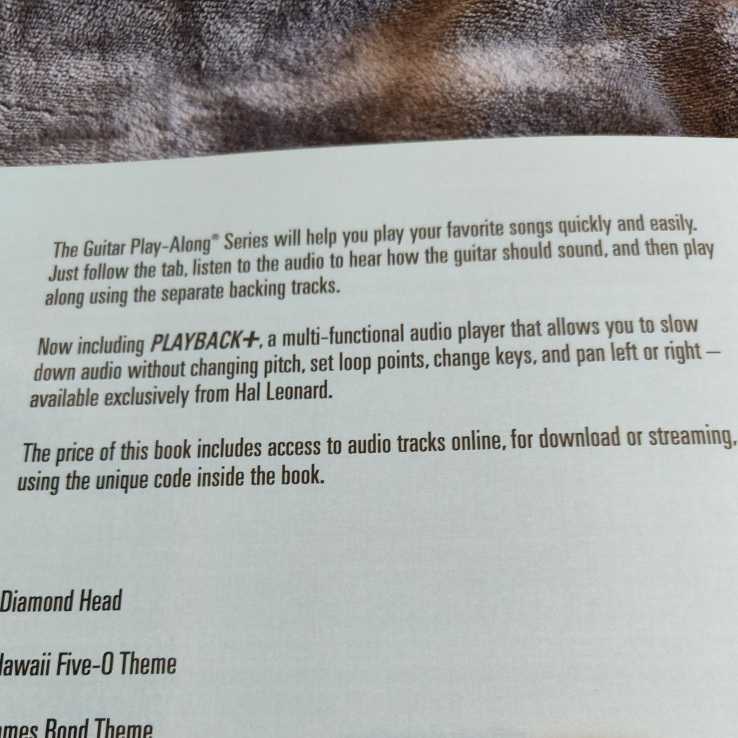 The Guitar Play-Along® Series will help you play your favorite songs quickly and easily.
Just follow the tab, listen to the audio to hear how the guitar should sound, and then play
along using the separate backing tracks.
Now including PLAYBACK+, a multi-functional audio player that allows you to slow
down audio without changing pitch, set loop points, change keys, and pan left or right —
available exclusively from Hal Leonard.
The price of this book includes access to audio tracks online, for download or streaming,
using the unique code inside the book.
Diamond Head
Five-O Theme
Bond Theme